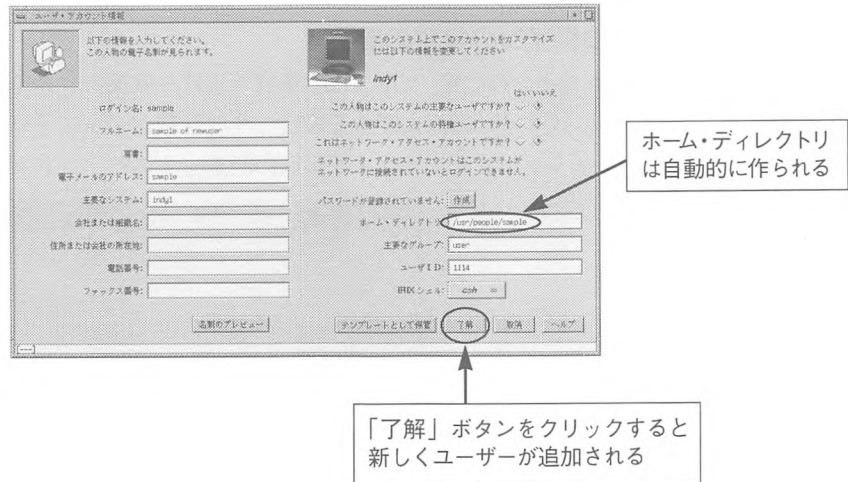 ユーザ・アカウント情報
以下の情報を入力してください。
この人物の電子名刺が見られます。
このシステム上でこのアカウントをカスタマイズ
には以下の情報を変更してください
indy1
ログイン名: sample
フルネーム: sample of newuser
肩書:
電子メールのアドレス: sample
主要なシステム: indy1
会社または組織名:
住所または会社の所在地:
電話番号:
ファックス番号:
名刺のプレビュー
はい いいえ
この人物はこのシステムの主要なユーザですか?
この人物はこのシステムの特権ユーザですか?
これはネットワーク・アクセス・アカウントですか?
ネットワーク・アクセス・アカウントはこのシステムが
ネットワークに接続されていないとログインできません。
パスワードが登録されていません: 作成
ホーム・ディレクトリ: /usr/people/sample
主要なグループ: user
ユーザID: 1114
IRIX シェル: csh
テンプレートとして保管 了解 取消 ヘルプ
ホーム・ディレクトリ
は自動的に作られる
「了解」ボタンをクリックすると
新しくユーザーが追加される